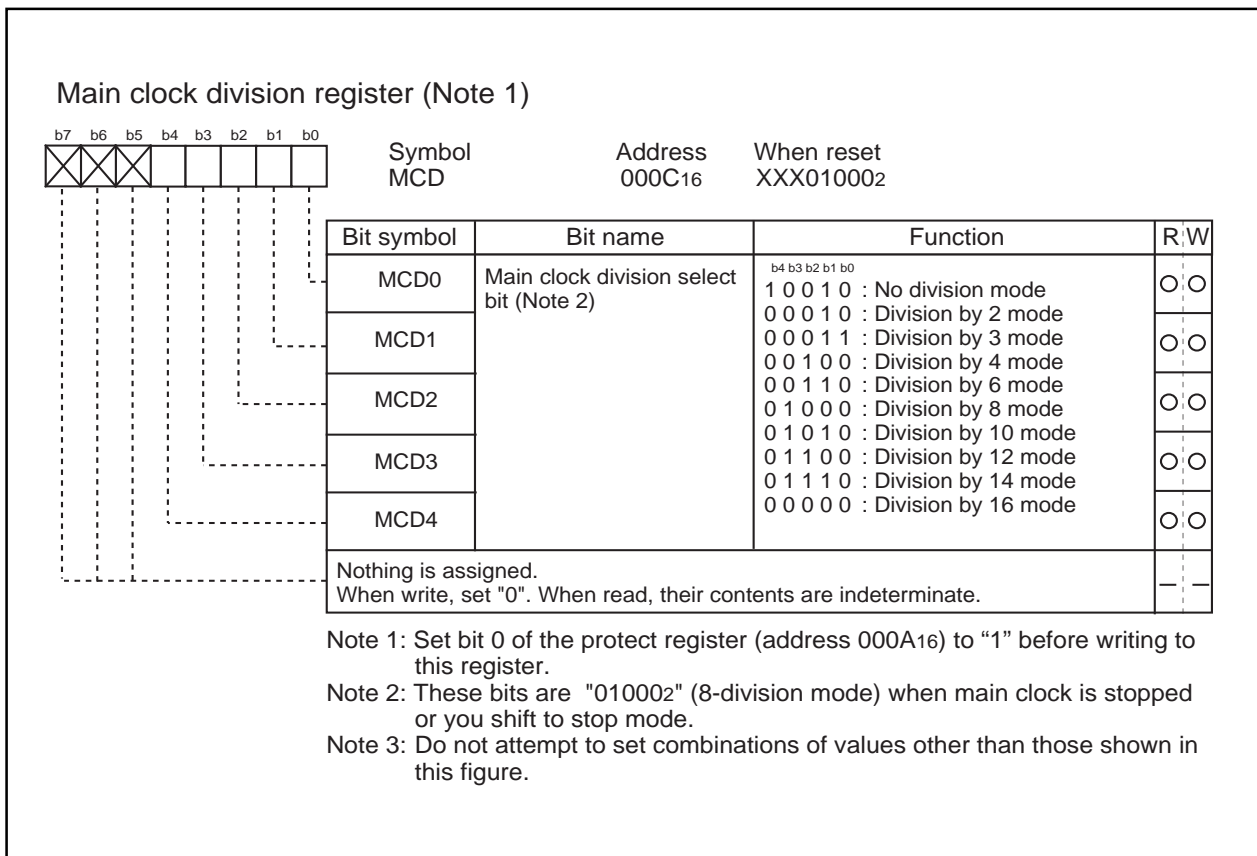 Main clock division register (Note 1)
b7 b6 b5 b4 b3 b2 b1 b0
Symbol Address When reset
MCD 000C16 XXX010002
Bit symbol Bit name Function R W
MCD0 Main clock division select
bit (Note 2)
b4 b3 b2 b1 b0
1 0 0 1 0 : No division mode
0 0 0 1 0 : Division by 2 mode
0 0 0 1 1 : Division by 3 mode
0 0 1 0 0 : Division by 4 mode
0 0 1 1 0 : Division by 6 mode
0 1 0 0 0 : Division by 8 mode
0 1 0 1 0 : Division by 10 mode
0 1 1 0 0 : Division by 12 mode
0 1 1 1 0 : Division by 14 mode
0 0 0 0 0 : Division by 16 mode
MCD1
MCD2
MCD3
MCD4
Nothing is assigned.
When write, set "0". When read, their contents are indeterminate.
Note 1: Set bit 0 of the protect register (address 000A16) to “1” before writing to
this register.
Note 2: These bits are "010002" (8-division mode) when main clock is stopped
or you shift to stop mode.
Note 3: Do not attempt to set combinations of values other than those shown in
this figure.